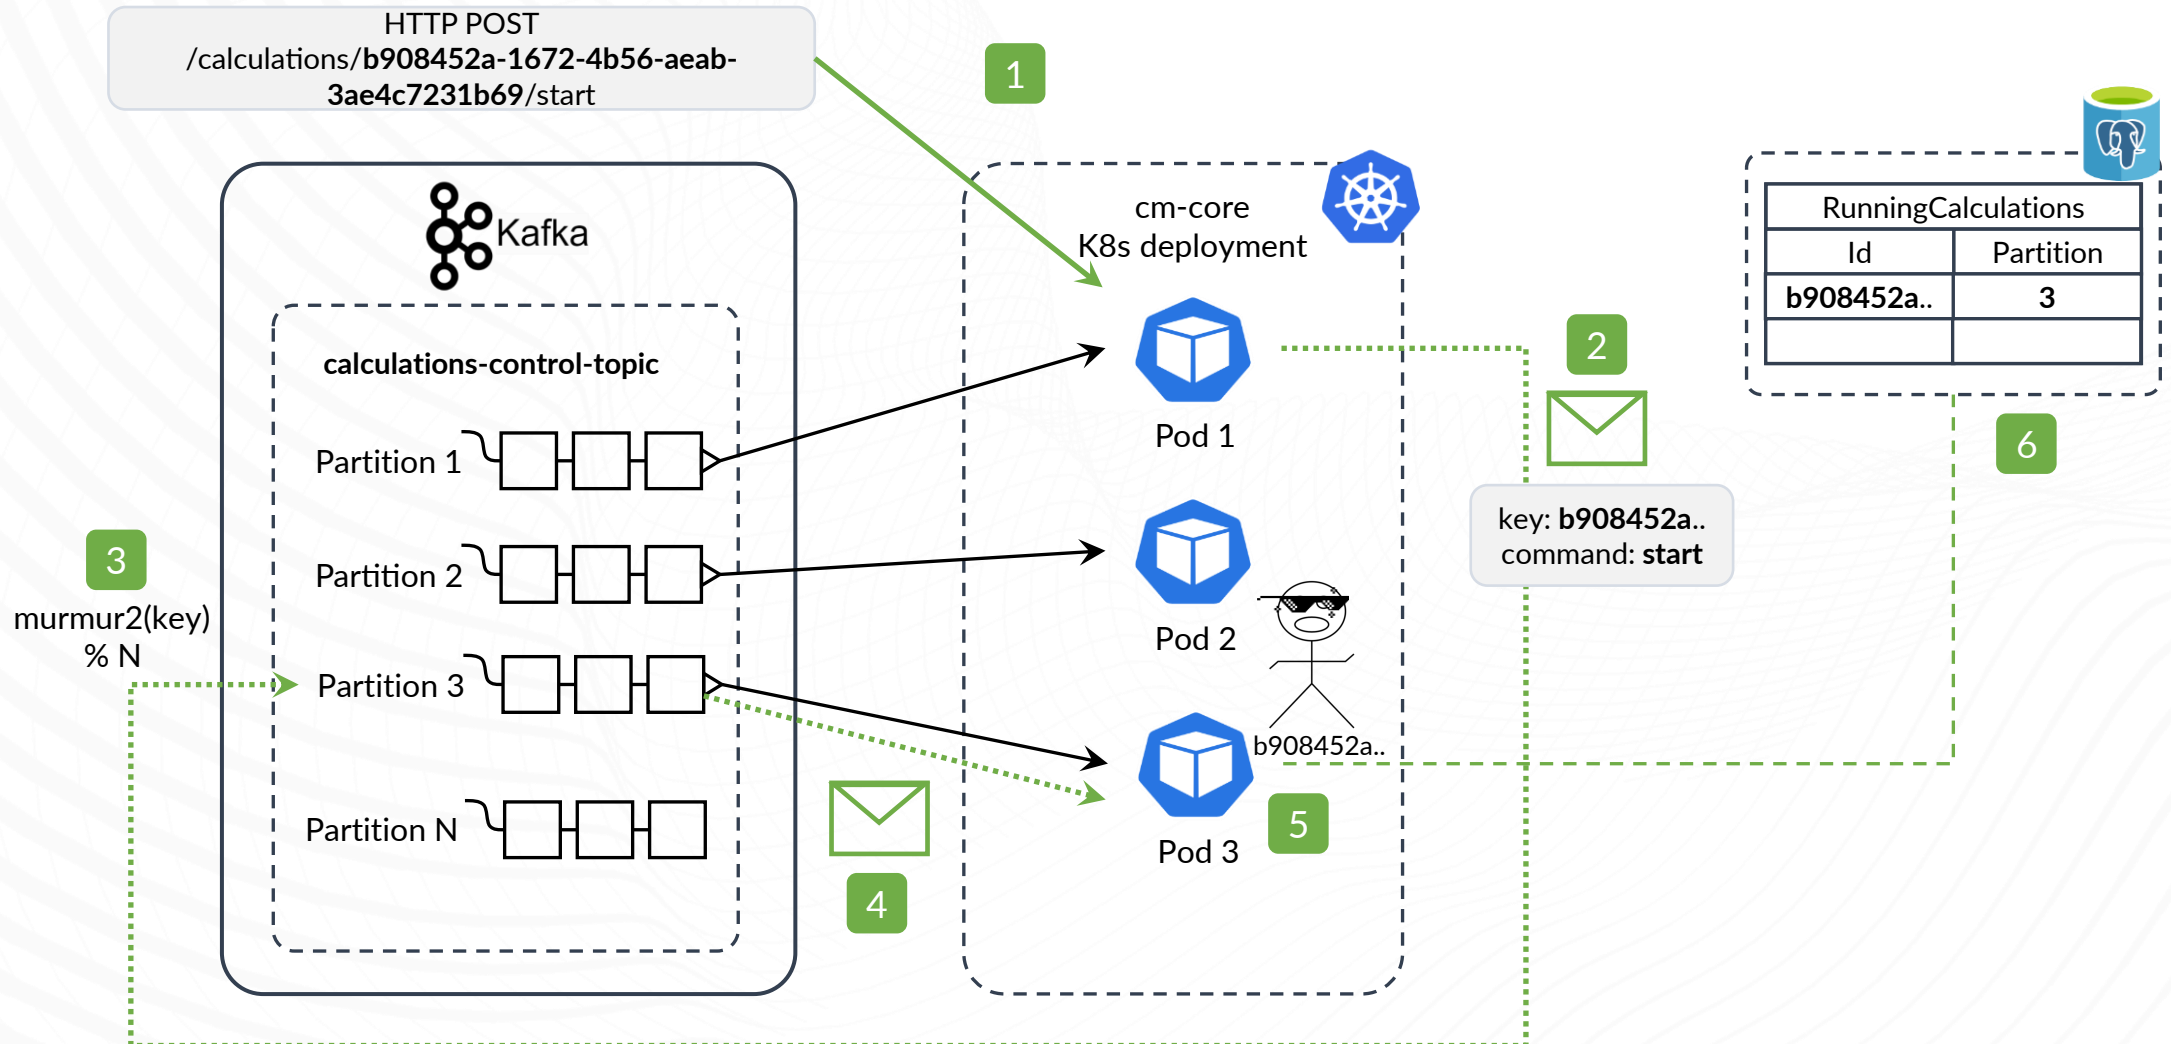 HTTP POST
/calculations/b908452a-1672-4b56-aeab-
3ae4c7231b69/start
1
Kafka
cm-core
K8s deployment
RunningCalculations
Id Partition
b908452a.. 3
calculations-control-topic
2
Pod 1
6
Partition 1
key: b908452a..
command: start
3
murmur2(key)
% N
Partition 2
Pod 2
Partition 3
b908452a..
Partition N
5
Pod 3
4